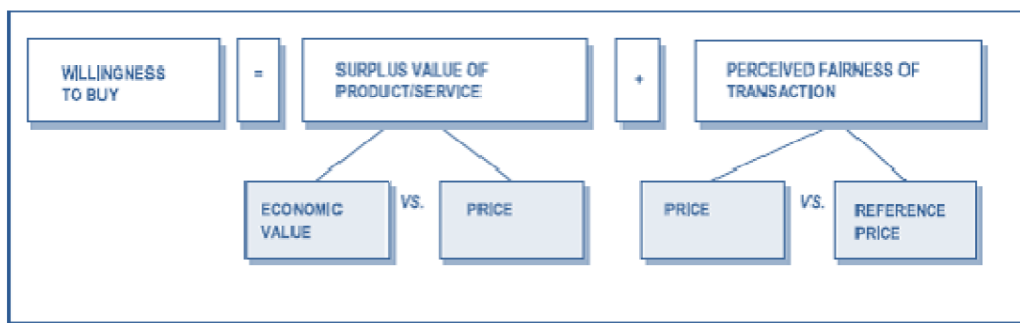 WILLINGNESS
TO BUY
=
SURPLUS VALUE OF
PRODUCT/SERVICE
+
PERCEIVED FAIRNESS OF
TRANSACTION
ECONOMIC
VALUE
VS.
PRICE
PRICE
VS.
REFERENCE
PRICE